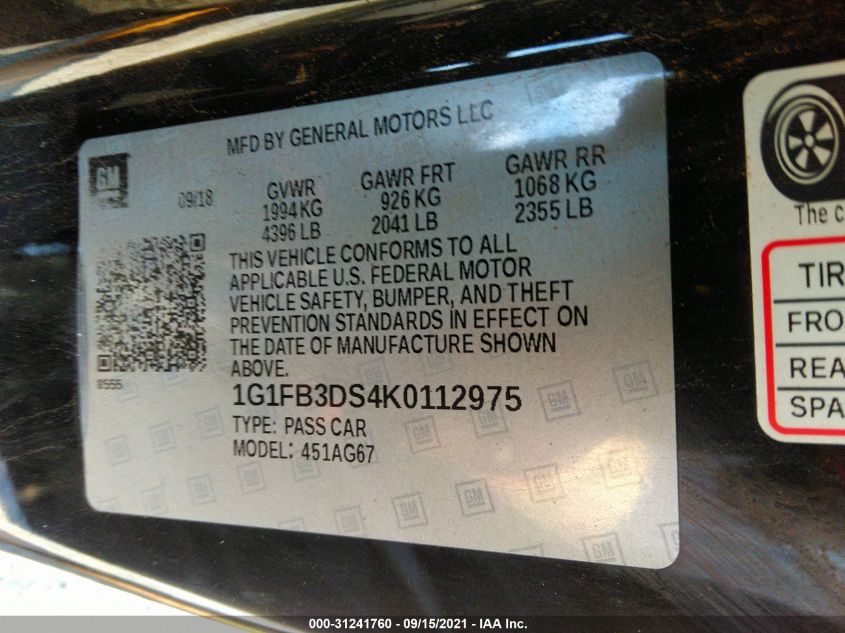 MFD BY GENERAL MOTORS LLC
GM
09/18
GVWR
1994 KG
4396 LB
GAWR FRT
926 KG
2041 LB
GAWR RR
1068 KG
2355 LB
THIS VEHICLE CONFORMS TO ALL
APPLICABLE U.S. FEDERAL MOTOR
VEHICLE SAFETY, BUMPER, AND THEFT
PREVENTION STANDARDS IN EFFECT ON
THE DATE OF MANUFACTURE SHOWN
ABOVE.
1G1FB3DS4K0112975
TYPE: PASS CAR
MODEL: 451AG67
The c
TIR
FRO
REA
SPA
000-31241760 - 09/15/2021 - IAA Inc.